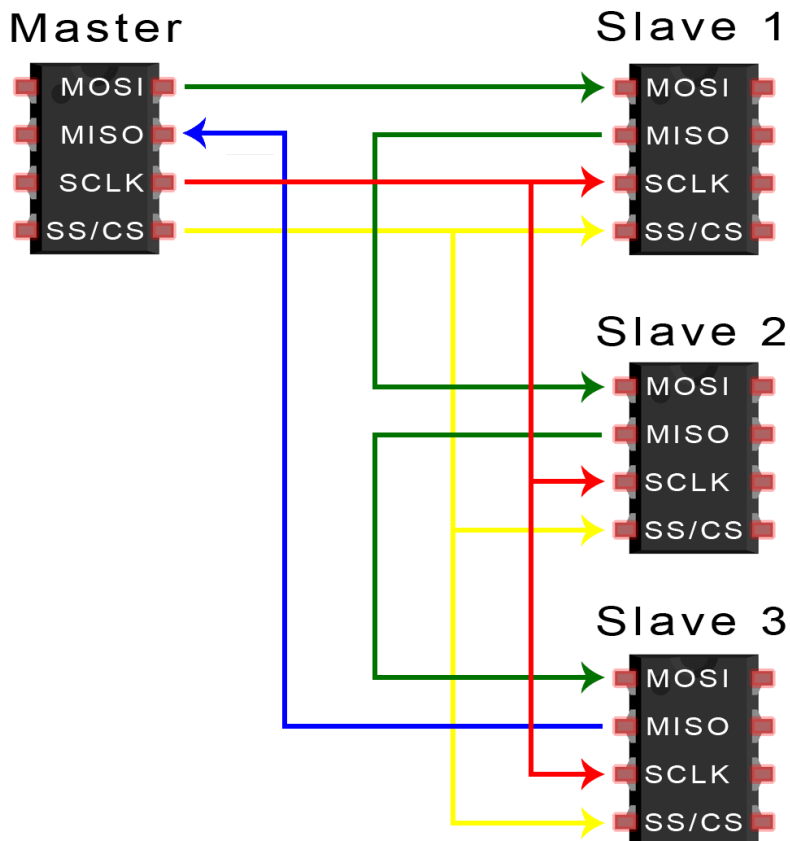 Master
MOSI
MISO
SCLK
SS/CS
Slave 1
MOSI
MISO
SCLK
SS/CS
Slave 2
MOSI
MISO
SCLK
SS/CS
Slave 3
MOSI
MISO
SCLK
SS/CS